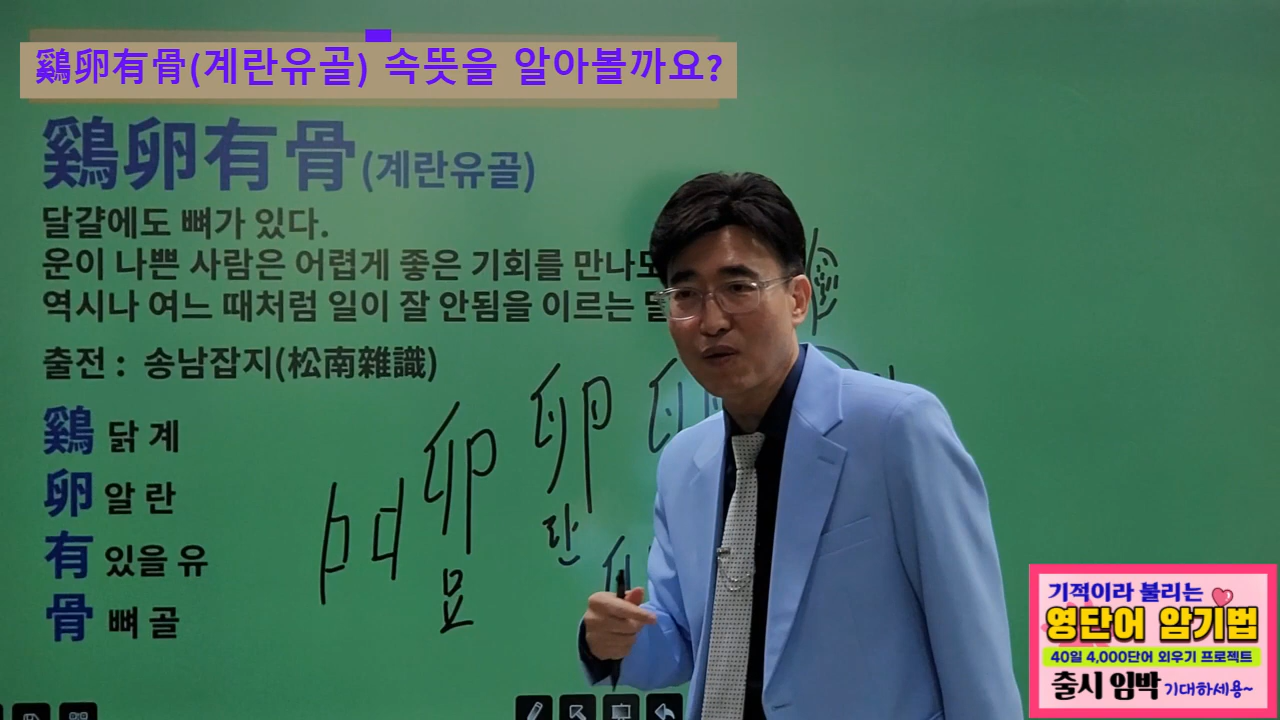 鷄卵有骨(계란유골) 속뜻을 알아볼까요?
鷄卵有骨(계란유골)
달걀에도 뼈가 있다.
운이 나쁜 사람은 어렵게 좋은 기회를 만나도
역시나 여느 때처럼 일이 잘 안됨을 이르는
출전 : 송남잡지(松南雜識)
鷄 닭 계
卵 알 란
有 있을 유
骨 뼈 골
卯 卵
묘 란
기적이라 불리는
영단어 암기법
40일 4,000단어 외우기 프로젝트
출시 임박 기대하세용~